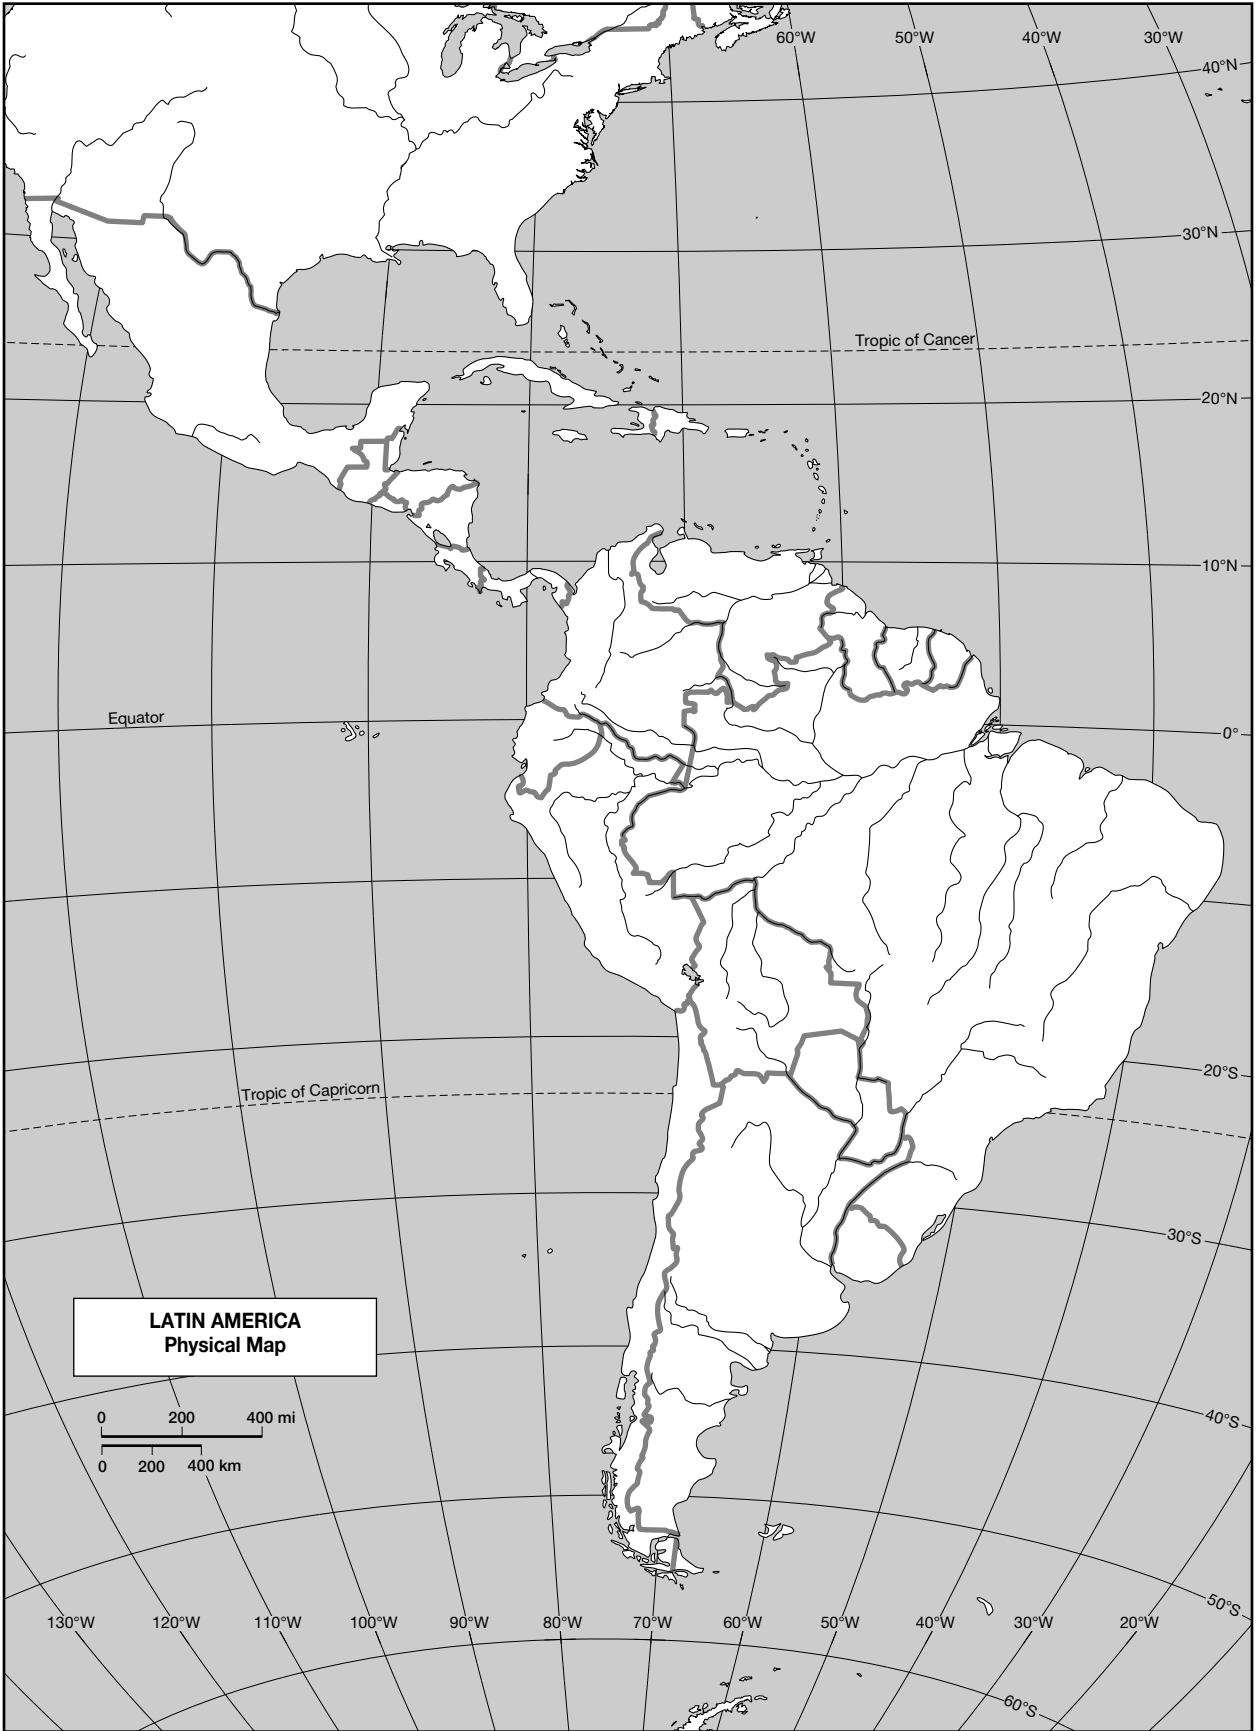 60°W 50°W 40°W 30°W
40°N
30°N
Tropic of Cancer
20°N
10°N
Equator
0°
20°S
Tropic of Capricorn
30°S
LATIN AMERICA
Physical Map
0 200 400 mi
0 200 400 km
40°S
50°S
130°W 120°W 110°W 100°W 90°W 80°W 70°W 60°W 50°W 40°W 30°W 20°W
60°S